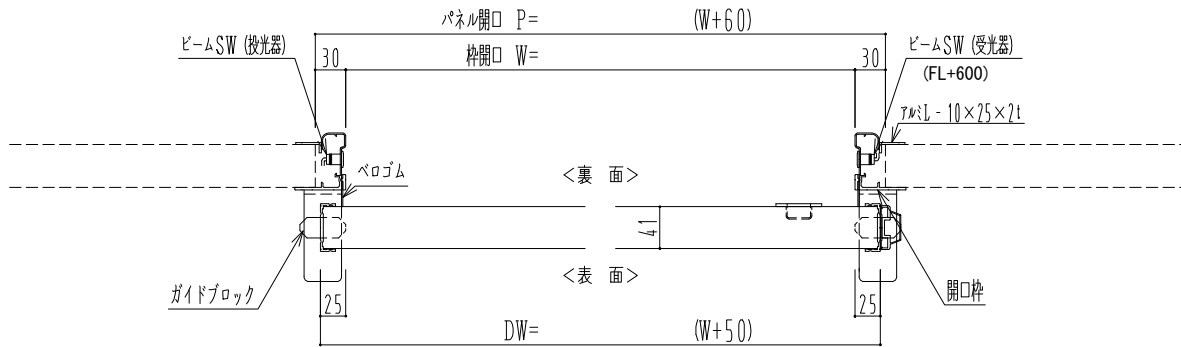 パネル開口 P= (W+60)
ビームSW (投光器)
ビームSW (受光器)
30
枠開口 W=
30
(FL+600)
アルミL - 10×25×2t
ベロゴム
<裏 面>
41
<表 面>
ガイドブロック
開口枠
25
25
DW= (W+50)